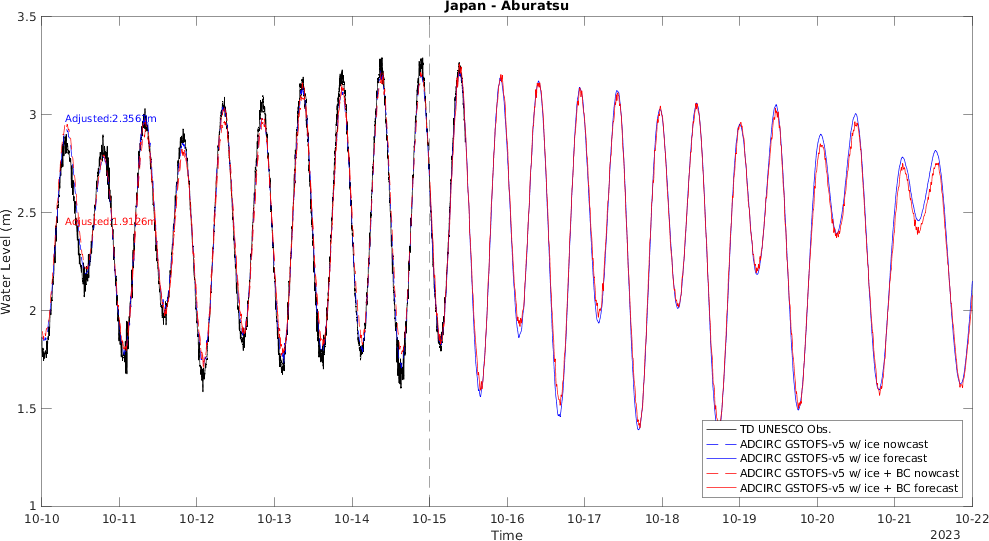 Japan - Aburatsu
3.5
3
2.5
2
1.5
1
Water Level (m)
Adjusted:2.3561m
Adjusted:1.9126m
TD UNESCO Obs.
ADCIRC GSTOFS-v5 w/ ice nowcast
ADCIRC GSTOFS-v5 w/ ice forecast
ADCIRC GSTOFS-v5 w/ ice + BC nowcast
ADCIRC GSTOFS-v5 w/ ice + BC forecast
10-10 10-11 10-12 10-13 10-14 10-15 10-16 10-17 10-18 10-19 10-20 10-21 10-22
Time
2023